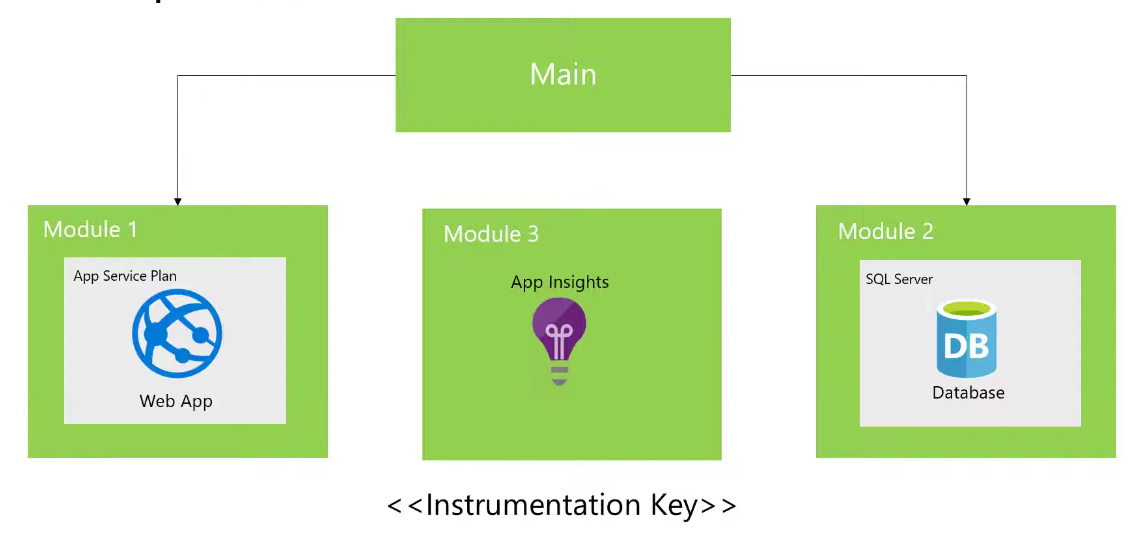 Main
Module 1
App Service Plan
Web App
Module 3
App Insights
Module 2
SQL Server
DB
Database
<<Instrumentation Key>>